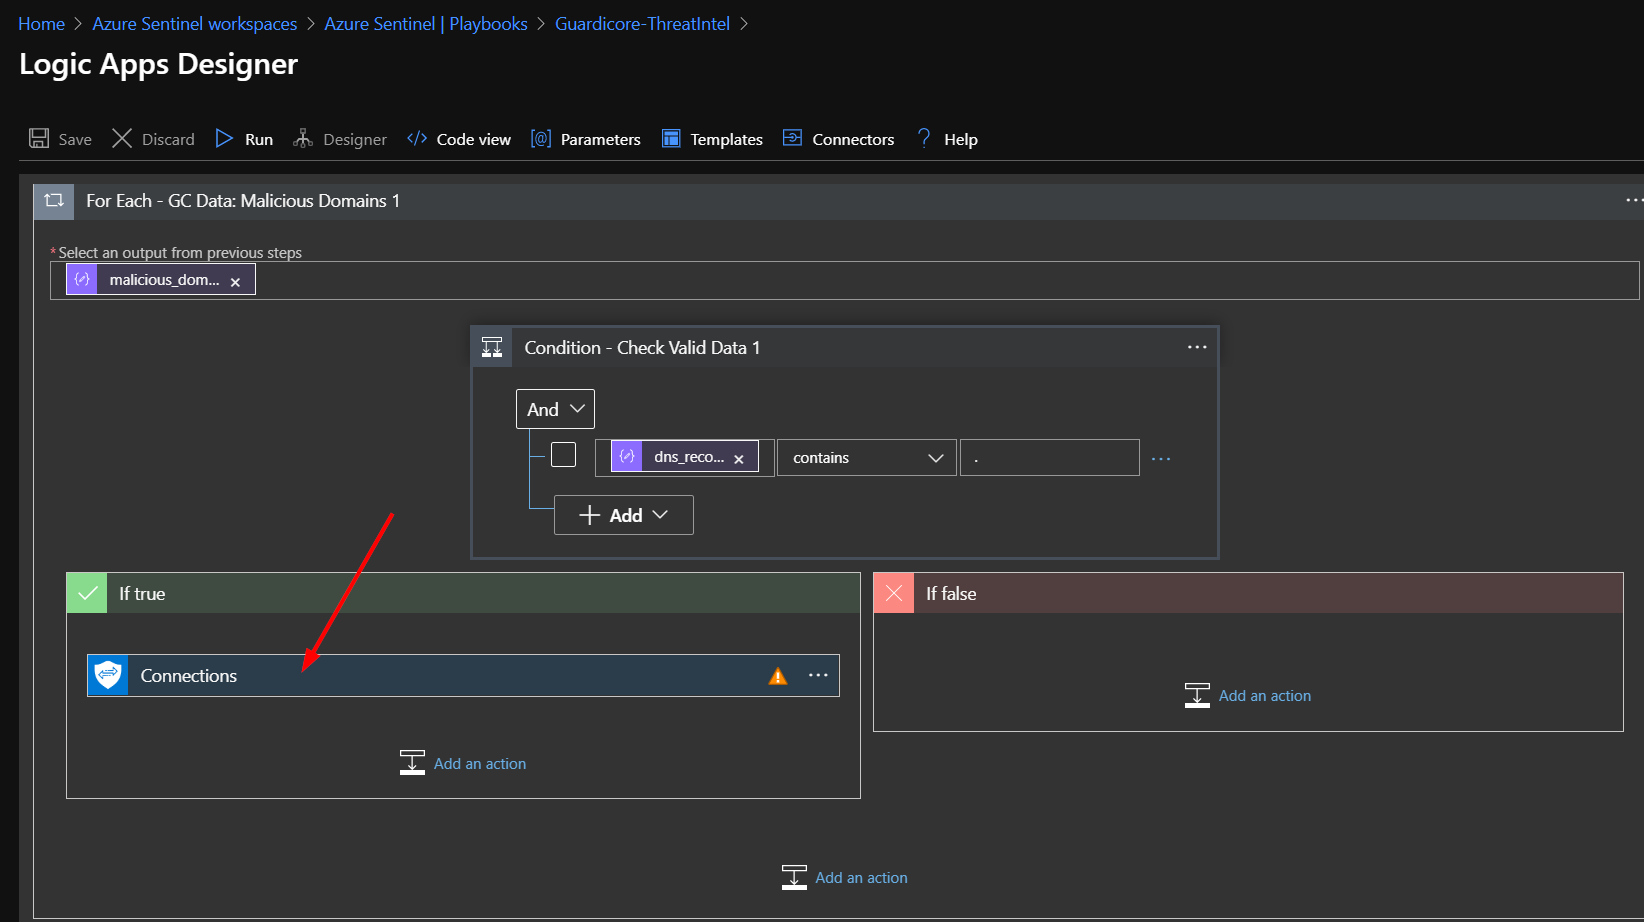 Home > Azure Sentinel workspaces > Azure Sentinel | Playbooks > Guardicore-ThreatIntel >
Logic Apps Designer
Save Discard Run Designer Code view Parameters Templates Connectors ? Help
For Each - GC Data: Malicious Domains 1 ...
* Select an output from previous steps
malicious_dom... ×
Condition - Check Valid Data 1 ...
And
dns_reco... × contains . ...
+ Add
If true
If false
Connections ...
Add an action
Add an action
Add an action